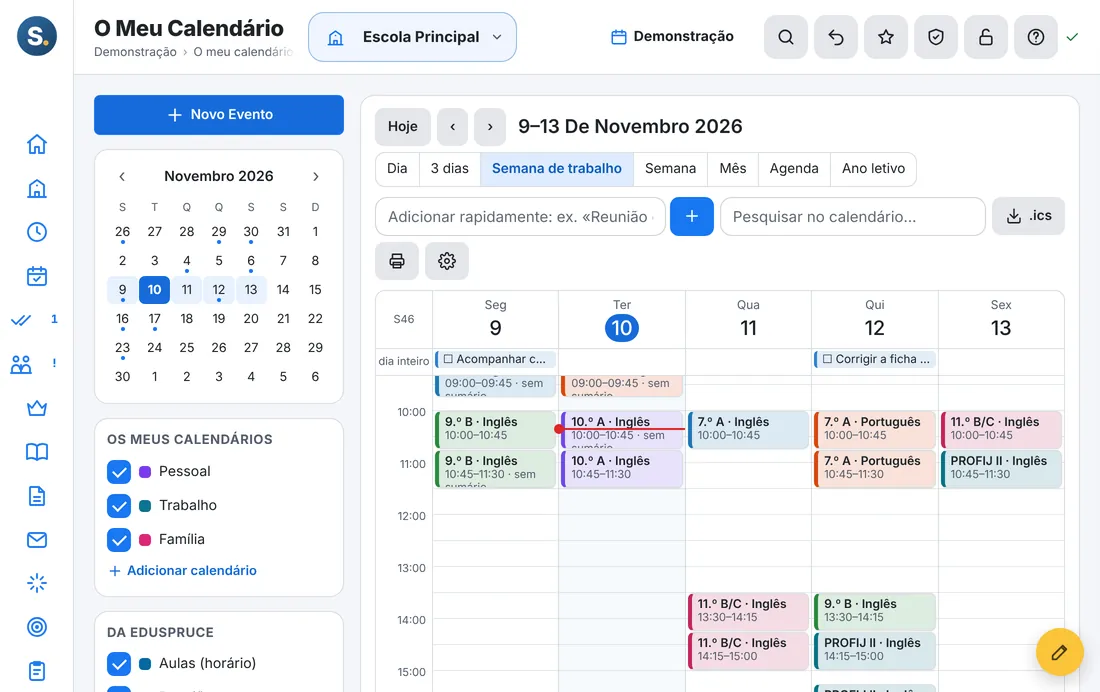 S.
O Meu Calendário
Demonstração › O meu calendário
Escola Principal
Demonstração
Novo Evento
Novembro 2026
S T Q Q S S D
26 27 28 29 30 31 1
2 3 4 5 6 7 8
9 10 11 12 13 14 15
16 17 18 19 20 21 22
23 24 25 26 27 28 29
30 1 2 3 4 5 6
1
!
OS MEUS CALENDÁRIOS
Pessoal
Trabalho
Família
Adicionar calendário
DA EDUSPRUCE
Aulas (horário)
Hoje ‹ › 9–13 De Novembro 2026
Dia 3 dias Semana de trabalho Semana Mês Agenda Ano letivo
Adicionar rapidamente: ex. «Reunião
+
Pesquisar no calendário...
.ics
S46
Seg 9
Ter 10
Qua 11
Qui 12
Sex 13
dia inteiro
Acompanhar c...
Corrigir a ficha ...
09:00–09:45 · sem
sumário
09:00–09:45 · sem
sumário
10:00
9.º B · Inglês
10:00–10:45
10.º A · Inglês
10:00–10:45 · sem
sumário
7.º A · Inglês
10:00–10:45
7.º A · Português
10:00–10:45
11.º B/C · Inglês
10:00–10:45
11:00
9.º B · Inglês
10:45–11:30 · sem
sumário
10.º A · Inglês
10:45–11:30
7.º A · Português
10:45–11:30
PROFIJ II · Inglês
10:45–11:30
12:00
13:00
11.º B/C · Inglês
13:30–14:15
9.º B · Inglês
13:30–14:15
14:00
11.º B/C · Inglês
14:15–15:00
PROFIJ II · Inglês
14:15–15:00
15:00
PROFIJ II · Inglês